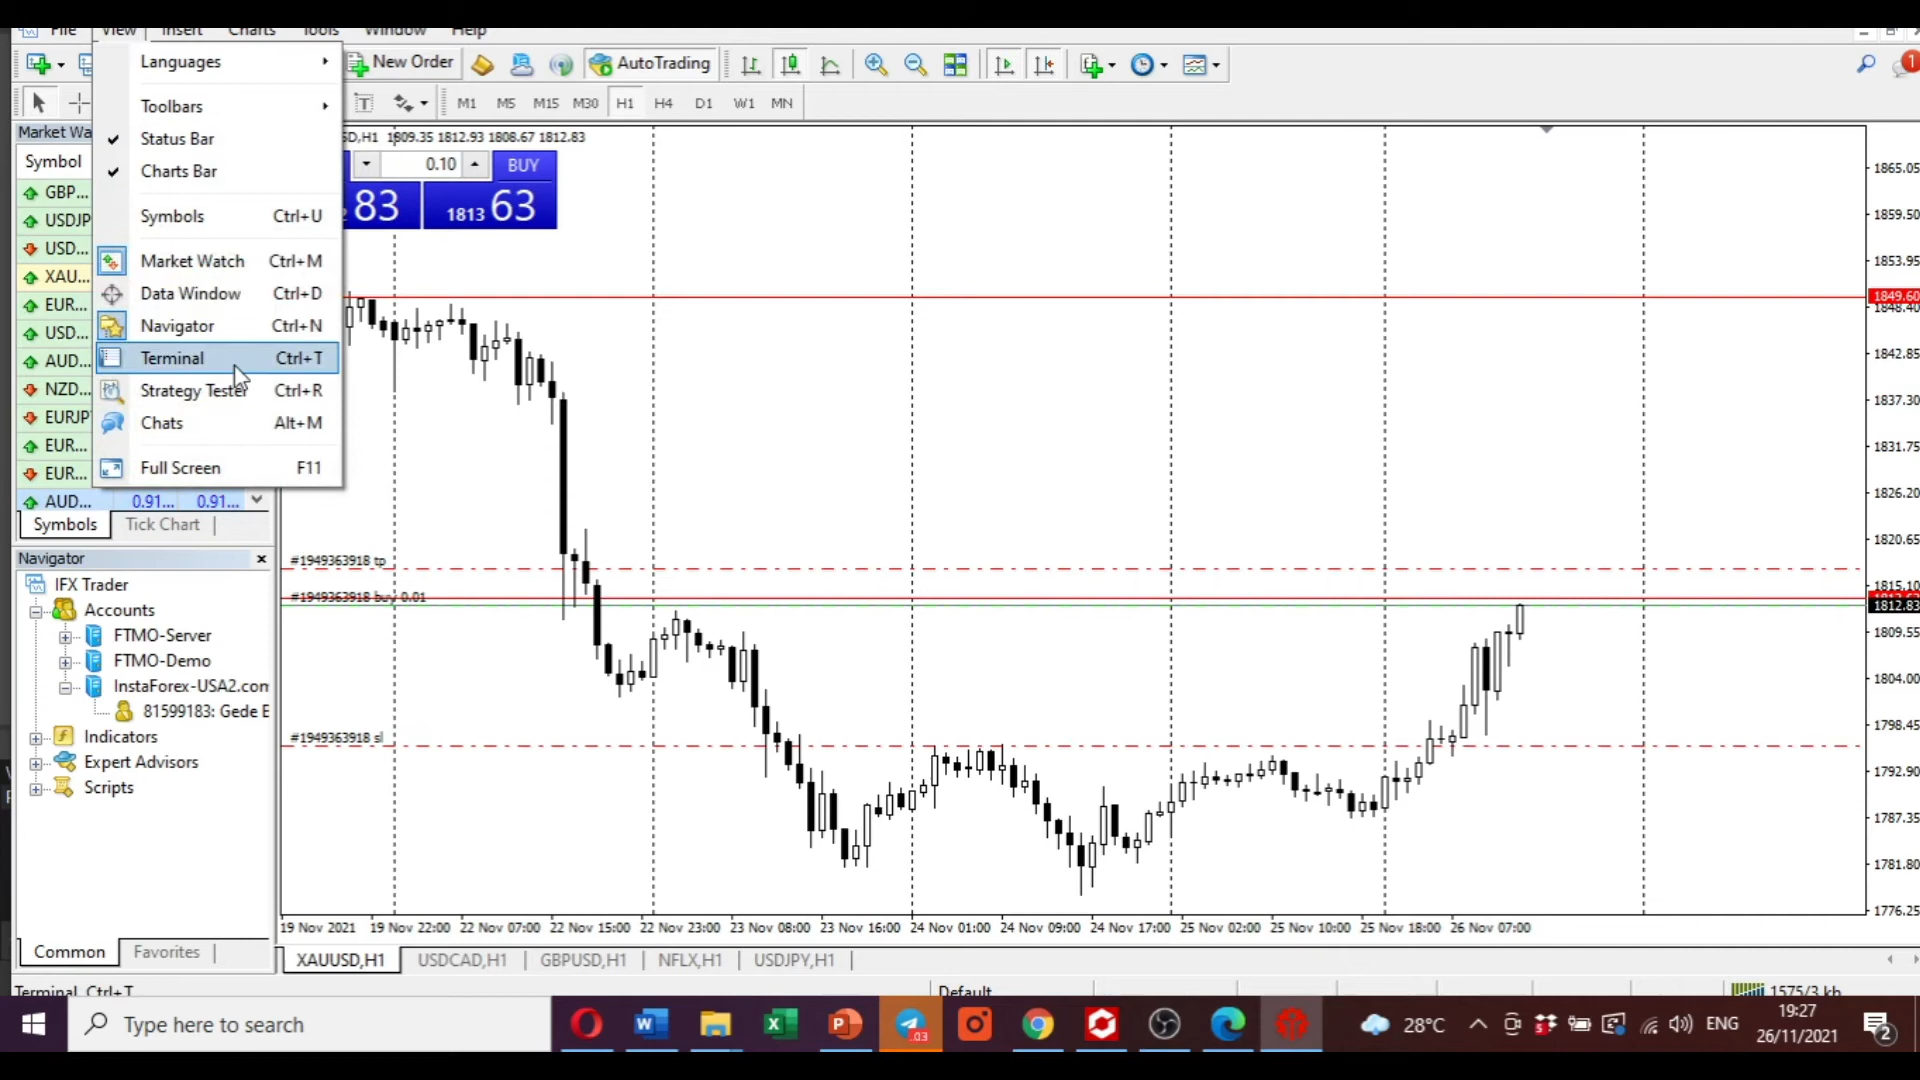 File View Insert Charts Tools Window Help
New Order AutoTrading 1
T M1 M5 M15 M30 H1 H4 D1 W1 MN
Languages
Toolbars
Status Bar
Charts Bar
Symbols Ctrl+U
Market Watch Ctrl+M
Data Window Ctrl+D
Navigator Ctrl+N
Terminal Ctrl+T
Strategy Tester Ctrl+R
Chats Alt+M
Full Screen F11
Market Wa
Symbol
GBP...
USDJP
USD...
XAU...
EUR...
USD...
AUD...
NZD...
EURJP
EUR...
EUR...
AUD... 0.91... 0.91...
Symbols Tick Chart
Navigator
IFX Trader
Accounts
FTMO-Server
FTMO-Demo
InstaForex-USA2.com
81599183: Gede E
Indicators
Expert Advisors
Scripts
Common Favorites
D,H1 1809.35 1812.93 1808.67 1812.83
0.10 BUY
83 1813 63
#1949363918 tp
#1949363918 buy 0.01
#1949363918 sl
1865.05
1859.50
1853.95
1849.60
1848.40
1842.85
1837.30
1831.75
1826.20
1820.65
1815.10
1812.83
1809.55
1804.00
1798.45
1792.90
1787.35
1781.80
1776.25
19 Nov 2021 19 Nov 22:00 22 Nov 07:00 22 Nov 15:00 22 Nov 23:00 23 Nov 08:00 23 Nov 16:00 24 Nov 01:00 24 Nov 09:00 24 Nov 17:00 25 Nov 02:00 25 Nov 10:00 25 Nov 18:00 26 Nov 07:00
XAUUSD,H1 USDCAD,H1 GBPUSD,H1 NFLX,H1 USDJPY,H1
Terminal, Ctrl+T Default 1575/3 kb
Type here to search .03 28°C ENG 19:27
26/11/2021 2